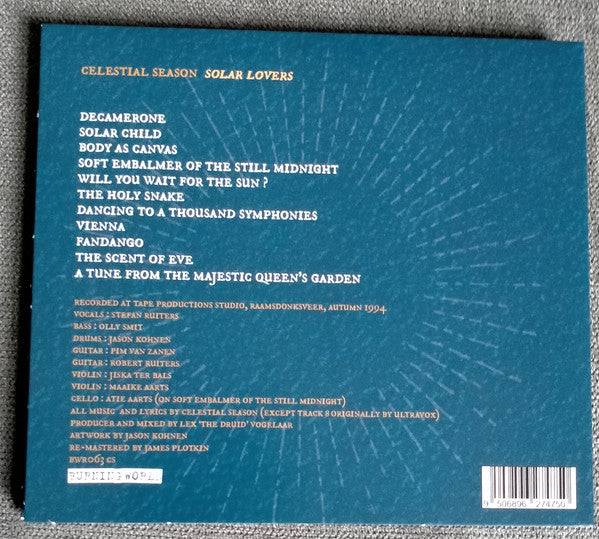 CELESTIAL SEASON SOLAR LOVERS
DECAMERONE
SOLAR CHILD
BODY AS CANVAS
SOFT EMBALMER OF THE STILL MIDNIGHT
WILL YOU WAIT FOR THE SUN ?
THE HOLY SNAKE
DANCING TO A THOUSAND SYMPHONIES
VIENNA
FANDANGO
THE SCENT OF EVE
A TUNE FROM THE MAJESTIC QUEEN'S GARDEN
RECORDED AT TAPE PRODUCTIONS STUDIO, RAAMSDONKSVEER, AUTUMN 1994
VOCALS : STEFAN RUITERS
BASS : OLLY SMIT
DRUMS : JASON KOHNEN
GUITAR : PIM VAN ZANEN
GUITAR : ROBERT RUITERS
VIOLIN : JISKA TER BALS
VIOLIN : MAAIKE AARTS
CELLO : ATIE AARTS (ON SOFT EMBALMER OF THE STILL MIDNIGHT)
ALL MUSIC AND LYRICS BY CELESTIAL SEASON (EXCEPT TRACK 8 ORIGINALLY BY ULTRAVOX)
PRODUCER AND MIXED BY LEX 'THE DRUID' VOGELAAR
ARTWORK BY JASON KOHNEN
RE-MASTERED BY JAMES PLOTKIN
BWR063 CS
BURNING WORL
9 506896 274750